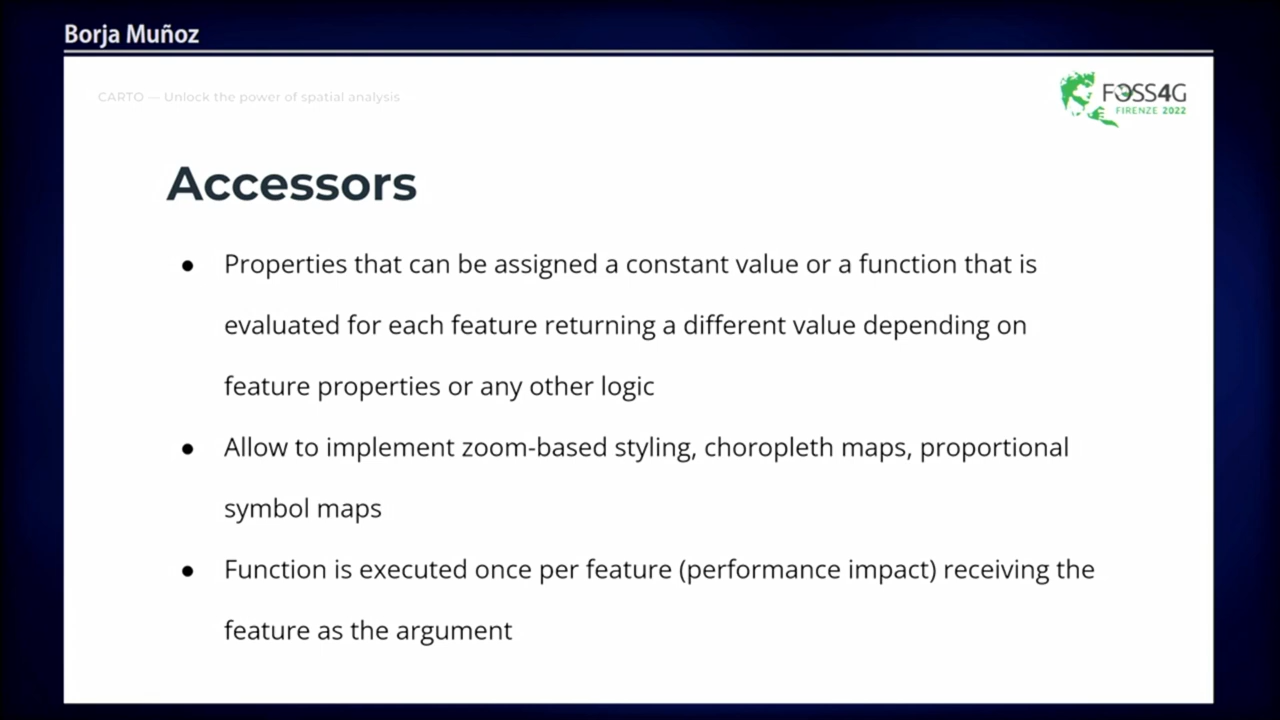 Borja Muñoz
CARTO — Unlock the power of spatial analysis
FOSS4G
FIRENZE 2022
Accessors
● Properties that can be assigned a constant value or a function that is
evaluated for each feature returning a different value depending on
feature properties or any other logic
● Allow to implement zoom-based styling, choropleth maps, proportional
symbol maps
● Function is executed once per feature (performance impact) receiving the
feature as the argument